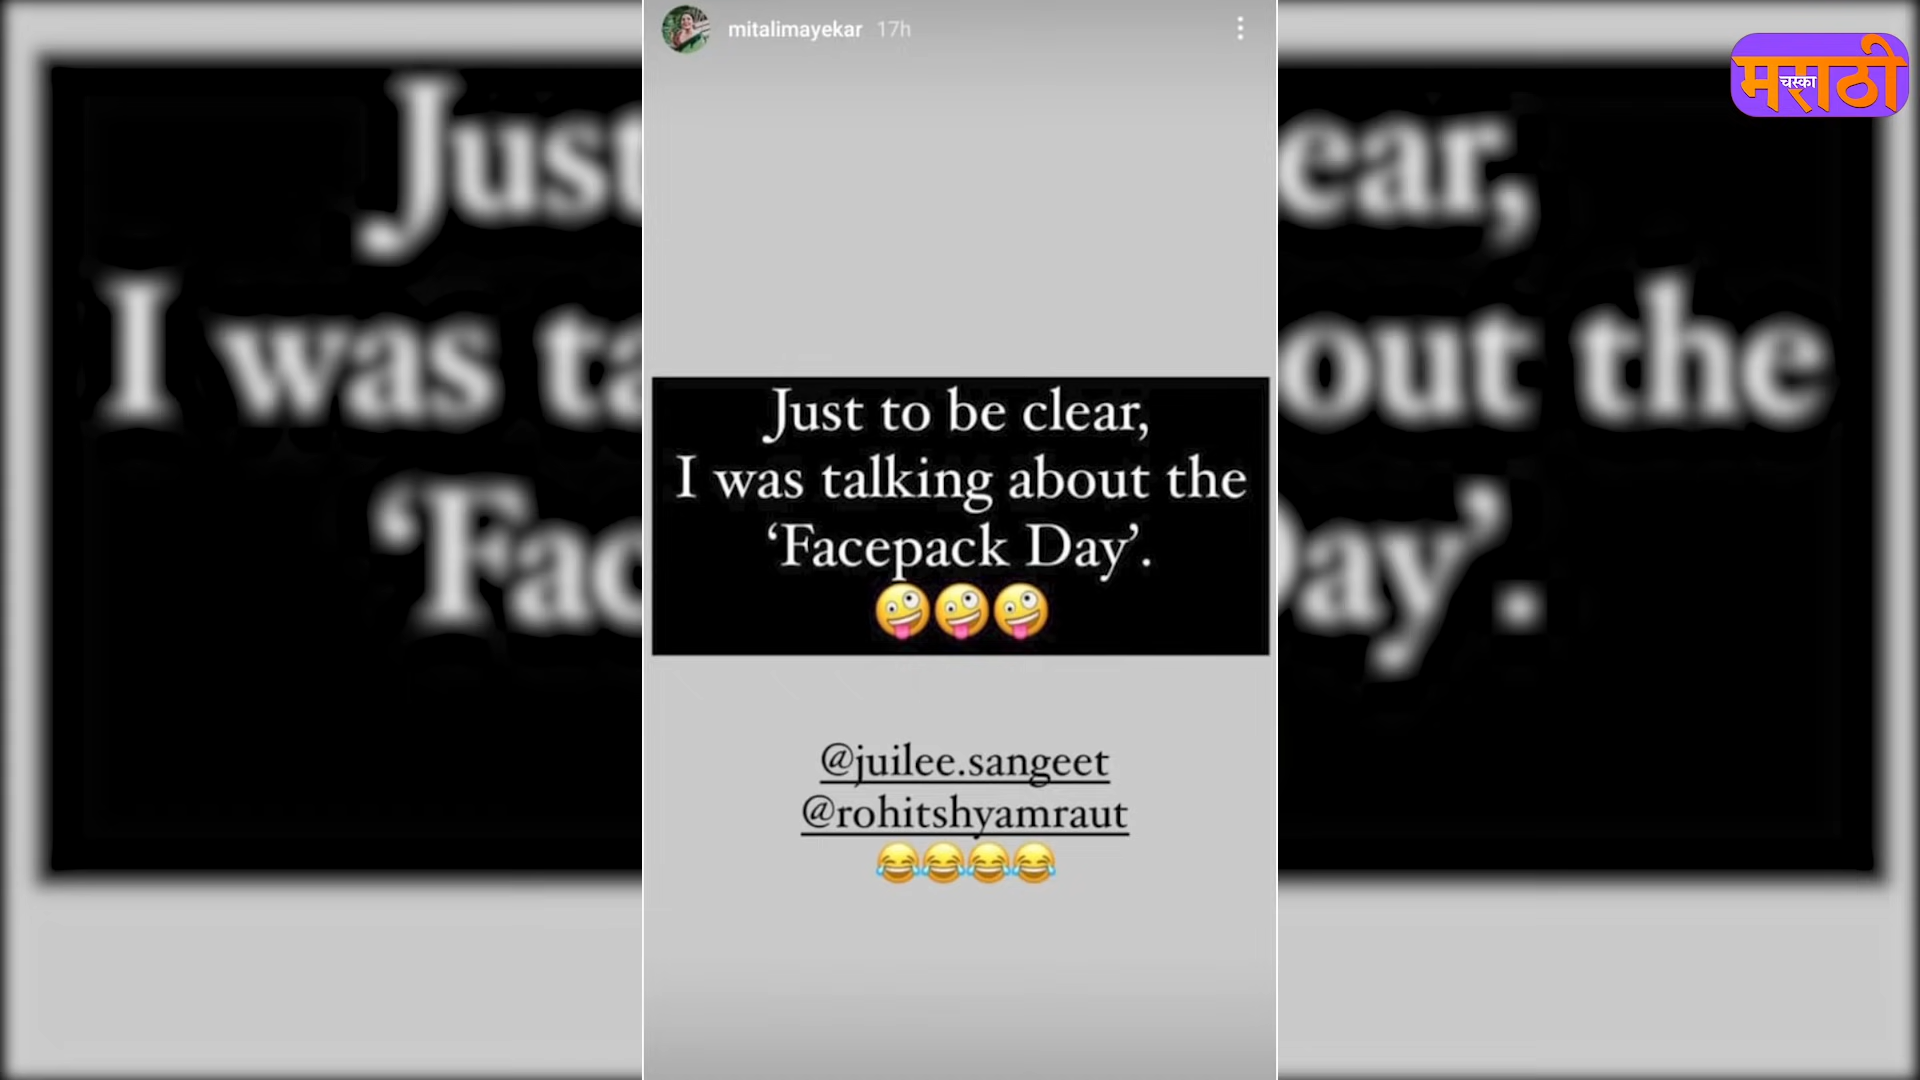 mitalimayekar 17h
मराठी
चस्का
Just to be clear,
I was talking about the
‘Facepack Day’.
🤪🤪🤪
@juilee.sangeet
@rohitshyamraut
😂😂😂😂